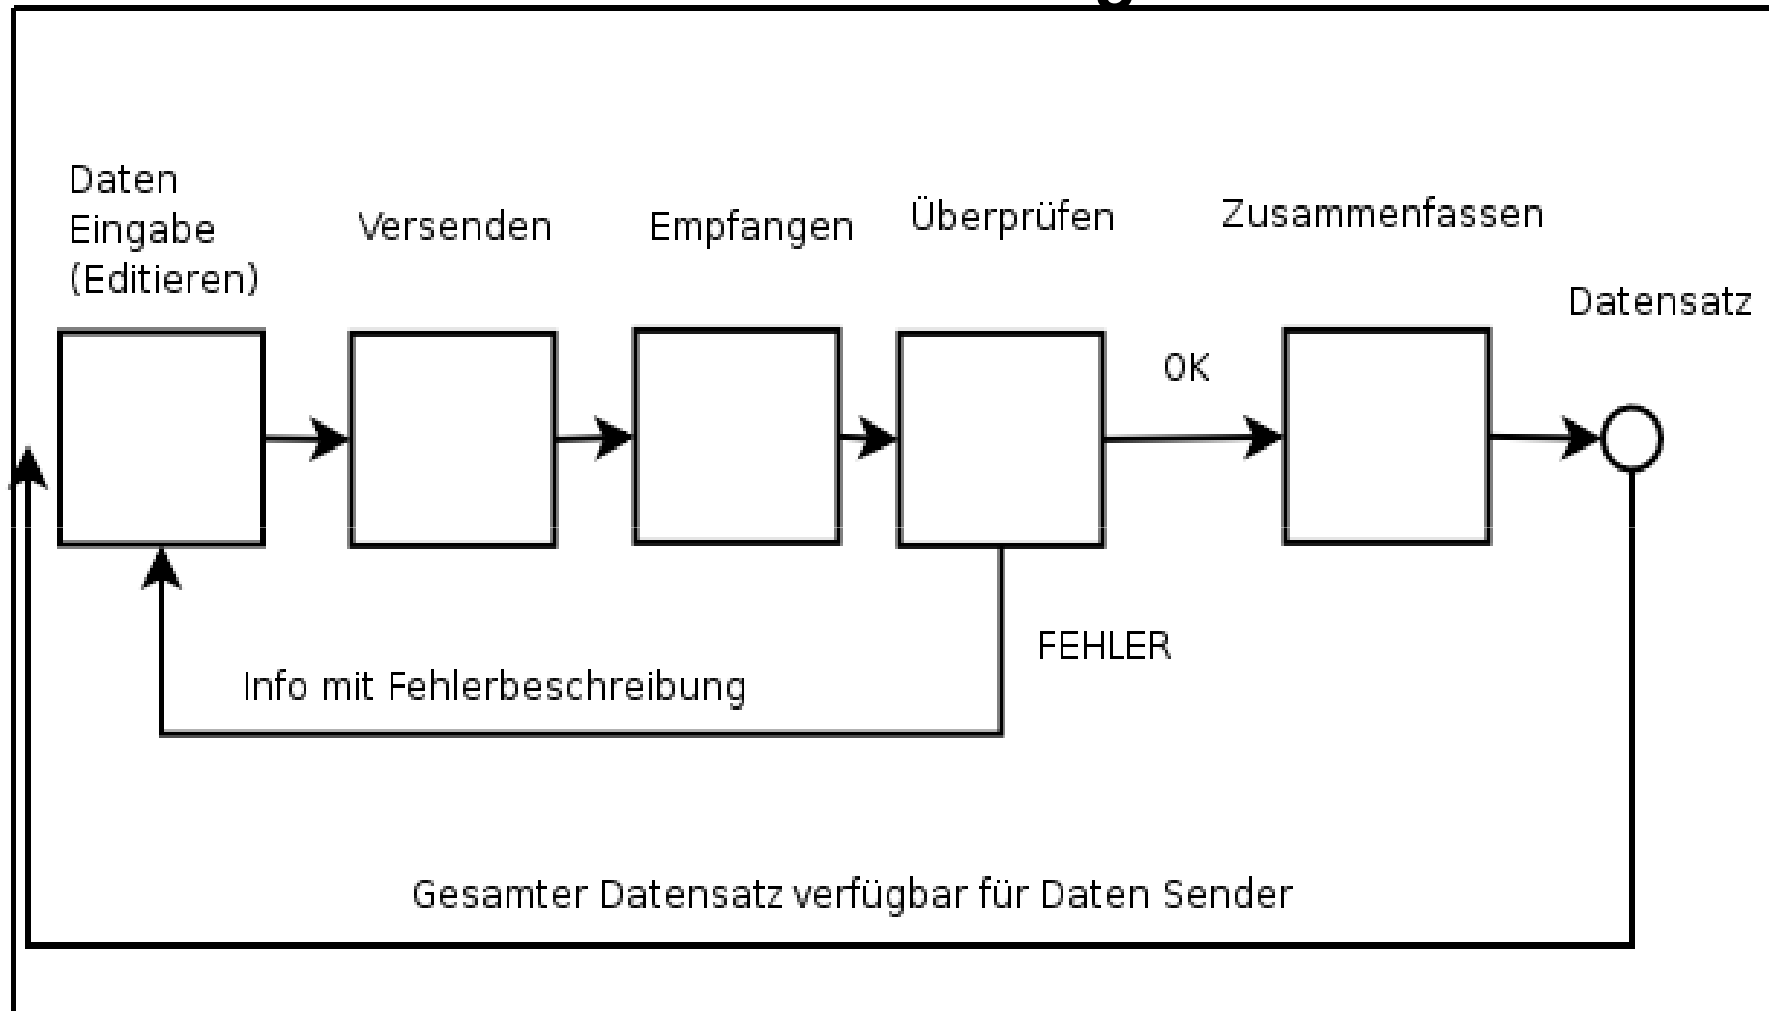 Daten
Eingabe
(Editieren)
Versenden
Empfangen
Überprüfen
Zusammenfassen
Datensatz
OK
FEHLER
Info mit Fehlerbeschreibung
Gesamter Datensatz verfügbar für Daten Sender